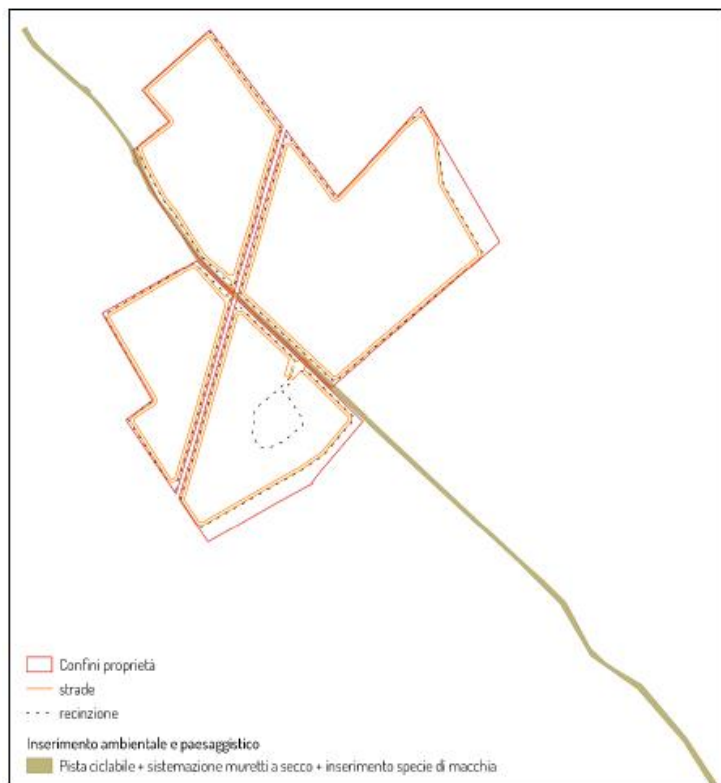 Confini proprietà
strade
recinzione
Inserimento ambientale e paesaggistico
Pista ciclabile + sistemazione muretti a secco + inserimento specie di macchia